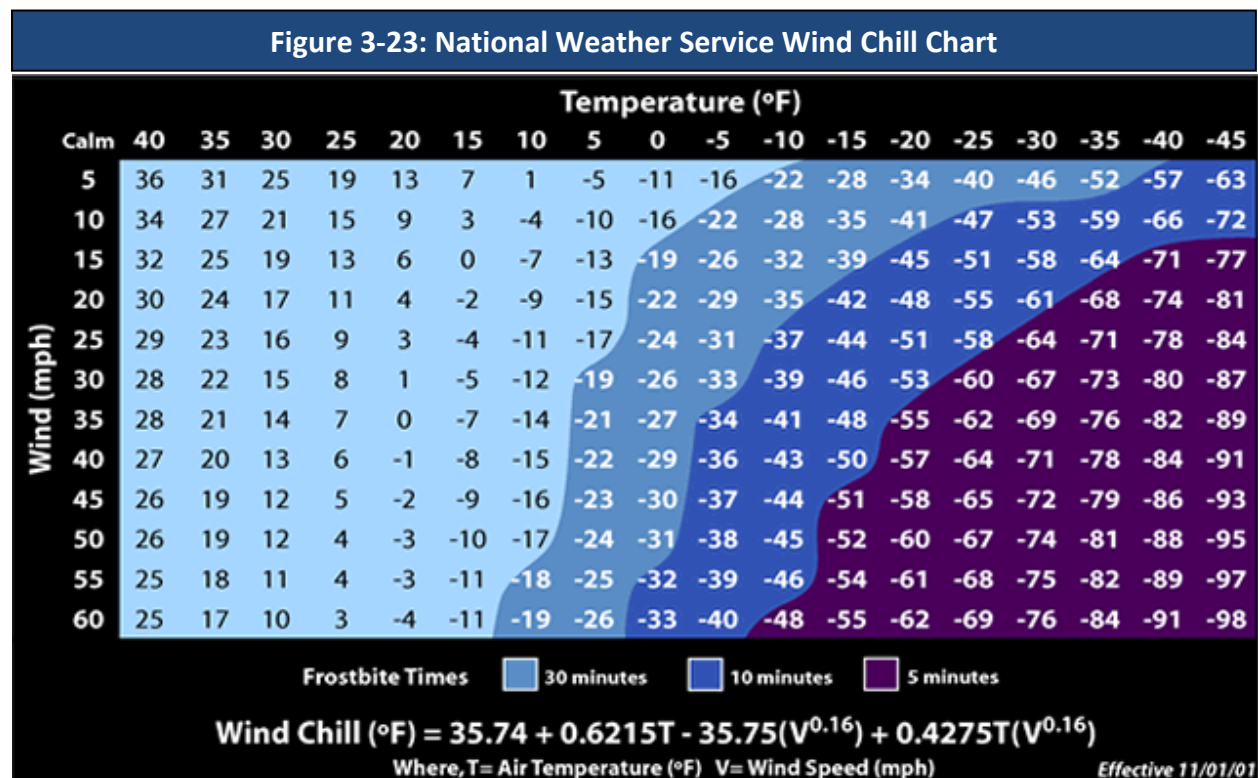 Figure 3-23: National Weather Service Wind Chill Chart
Temperature (ºF)
Calm 40 35 30 25 20 15 10 5 0 -5 -10 -15 -20 -25 -30 -35 -40 -45
5 36 31 25 19 13 7 1 -5 -11 -16 -22 -28 -34 -40 -46 -52 -57 -63
10 34 27 21 15 9 3 -4 -10 -16 -22 -28 -35 -41 -47 -53 -59 -66 -72
15 32 25 19 13 6 0 -7 -13 -19 -26 -32 -39 -45 -51 -58 -64 -71 -77
20 30 24 17 11 4 -2 -9 -15 -22 -29 -35 -42 -48 -55 -61 -68 -74 -81
25 29 23 16 9 3 -4 -11 -17 -24 -31 -37 -44 -51 -58 -64 -71 -78 -84
30 28 22 15 8 1 -5 -12 -19 -26 -33 -39 -46 -53 -60 -67 -73 -80 -87
35 28 21 14 7 0 -7 -14 -21 -27 -34 -41 -48 -55 -62 -69 -76 -82 -89
40 27 20 13 6 -1 -8 -15 -22 -29 -36 -43 -50 -57 -64 -71 -78 -84 -91
45 26 19 12 5 -2 -9 -16 -23 -30 -37 -44 -51 -58 -65 -72 -79 -86 -93
50 26 19 12 4 -3 -10 -17 -24 -31 -38 -45 -52 -60 -67 -74 -81 -88 -95
55 25 18 11 4 -3 -11 -18 -25 -32 -39 -46 -54 -61 -68 -75 -82 -89 -97
60 25 17 10 3 -4 -11 -19 -26 -33 -40 -48 -55 -62 -69 -76 -84 -91 -98
Wind (mph)
Frostbite Times 30 minutes 10 minutes 5 minutes
Wind Chill (ºF) = 35.74 + 0.6215T - 35.75(V^0.16) + 0.4275T(V^0.16)
Where, T= Air Temperature (ºF) V= Wind Speed (mph) Effective 11/01/01